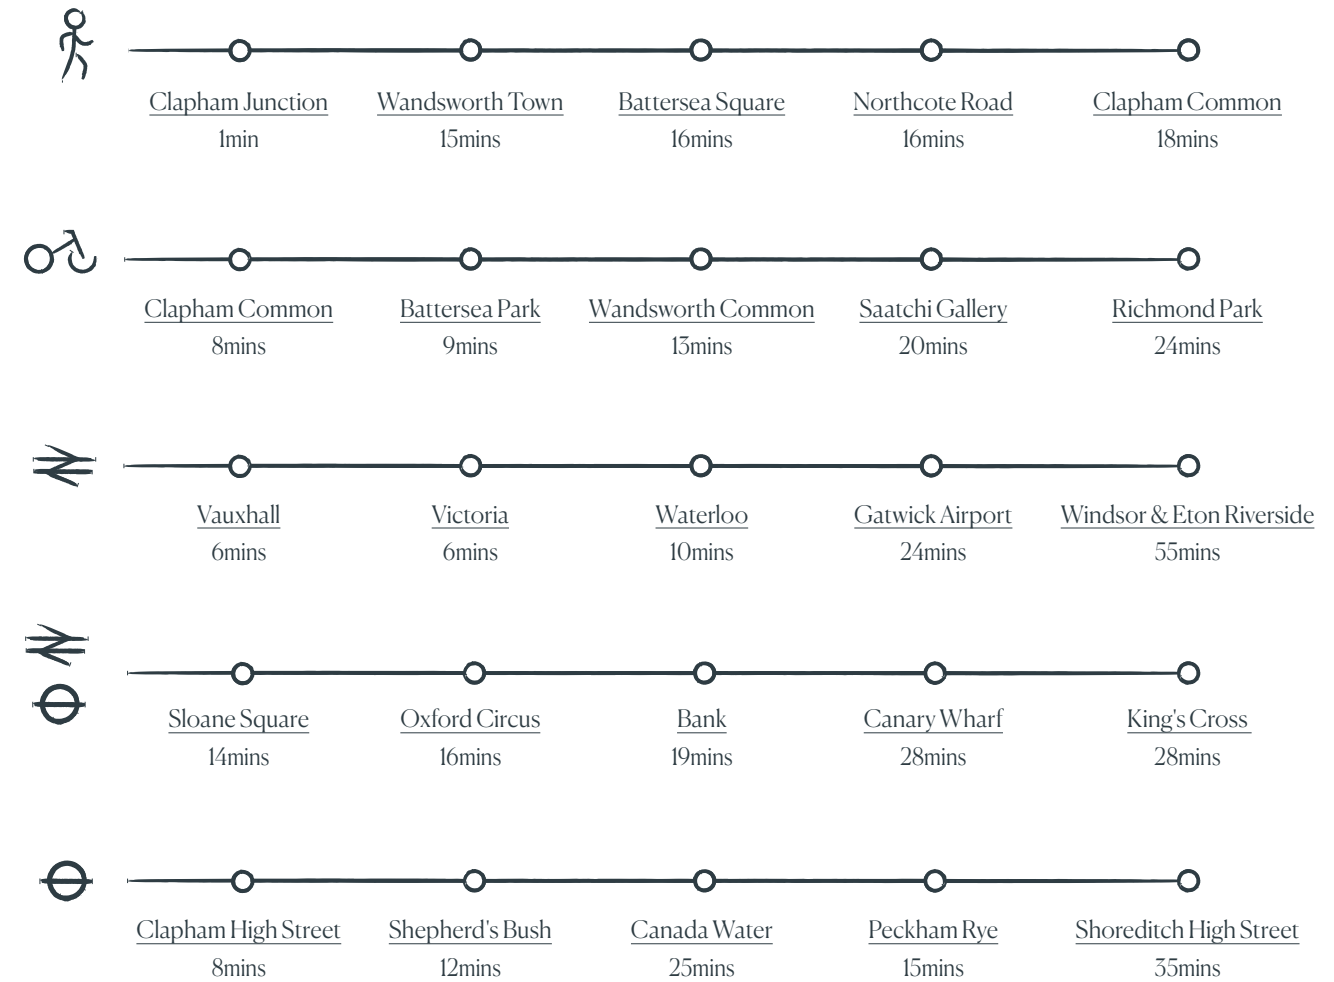 Clapham Junction Wandsworth Town Battersea Square Northcote Road Clapham Common
1min 15mins 16mins 16mins 18mins
Clapham Common Battersea Park Wandsworth Common Saatchi Gallery Richmond Park
8mins 9mins 13mins 20mins 24mins
Vauxhall Victoria Waterloo Gatwick Airport Windsor & Eton Riverside
6mins 6mins 10mins 24mins 55mins
Sloane Square Oxford Circus Bank Canary Wharf King's Cross
14mins 16mins 19mins 28mins 28mins
Clapham High Street Shepherd's Bush Canada Water Peckham Rye Shoreditch High Street
8mins 12mins 25mins 15mins 35mins